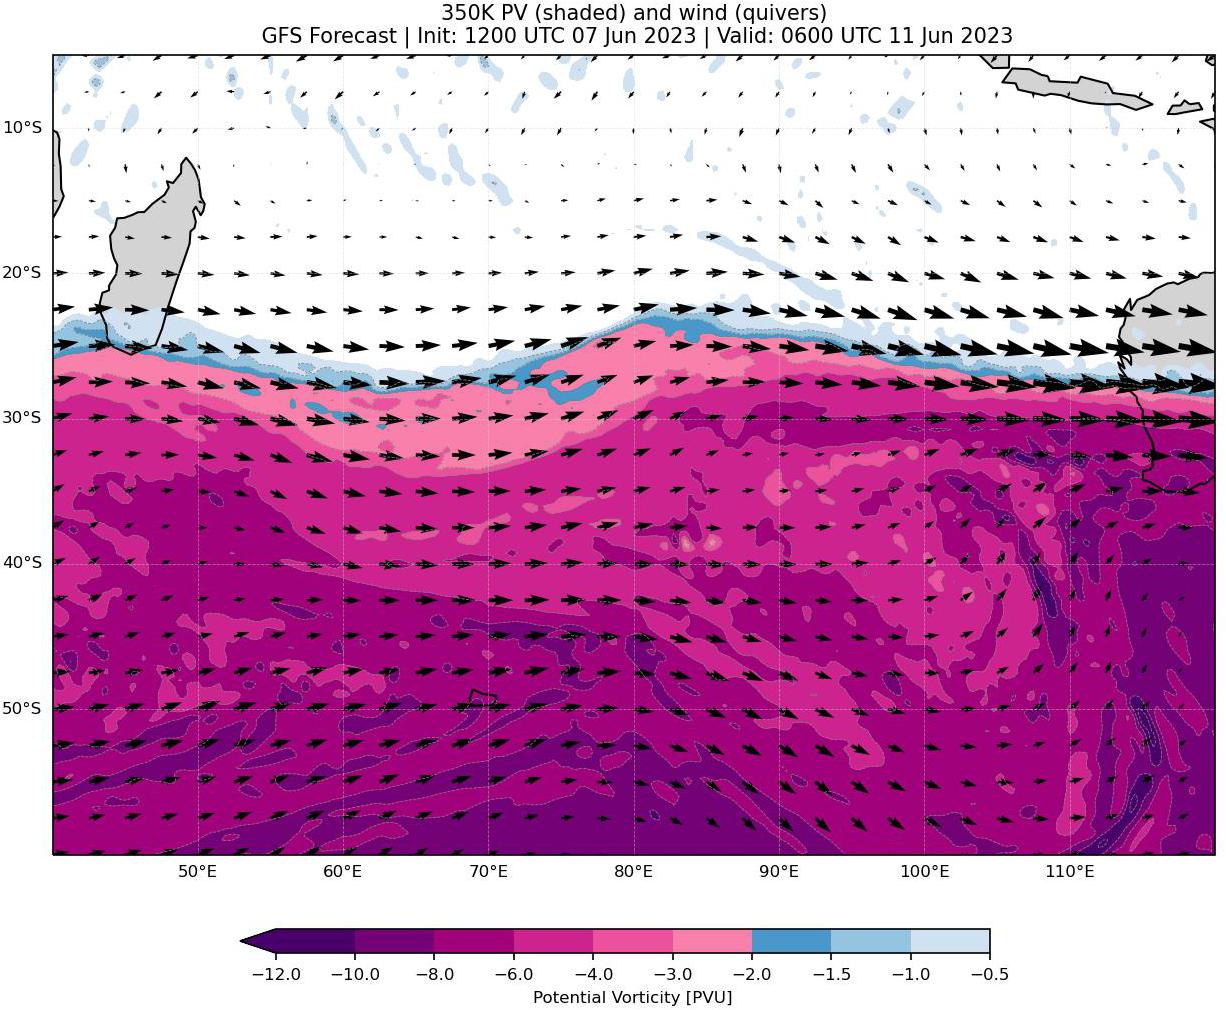 350K PV (shaded) and wind (quivers)
GFS Forecast | Init: 1200 UTC 07 Jun 2023 | Valid: 0600 UTC 11 Jun 2023
10°S
20°S
30°S
40°S
50°S
50°E 60°E 70°E 80°E 90°E 100°E 110°E
−12.0 −10.0 −8.0 −6.0 −4.0 −3.0 −2.0 −1.5 −1.0 −0.5
Potential Vorticity [PVU]